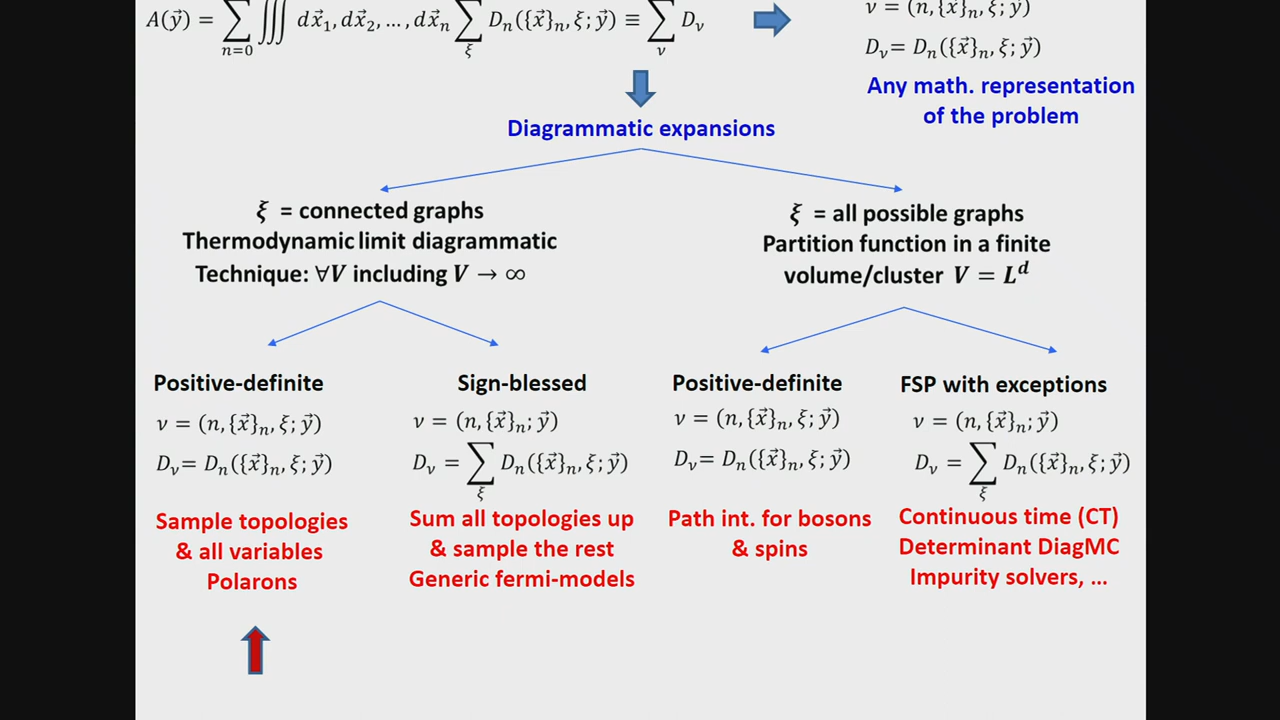 A(y⃗) = ∑_{n=0} ∭ dx⃗₁, dx⃗₂, … , dx⃗ₙ ∑_ξ Dₙ({x⃗}ₙ, ξ; y⃗) ≡ ∑_ν D_ν
ν = (n, {x⃗}ₙ, ξ; y⃗)
D_ν = Dₙ({x⃗}ₙ, ξ; y⃗)
Any math. representation
of the problem
Diagrammatic expansions
ξ = connected graphs
Thermodynamic limit diagrammatic
Technique: ∀V including V → ∞
ξ = all possible graphs
Partition function in a finite
volume/cluster V = L^d
Positive-definite
ν = (n, {x⃗}ₙ, ξ; y⃗)
D_ν = Dₙ({x⃗}ₙ, ξ; y⃗)
Sample topologies
& all variables
Polarons
Sign-blessed
ν = (n, {x⃗}ₙ; y⃗)
D_ν = ∑_ξ Dₙ({x⃗}ₙ, ξ; y⃗)
Sum all topologies up
& sample the rest
Generic fermi-models
Positive-definite
ν = (n, {x⃗}ₙ, ξ; y⃗)
D_ν = Dₙ({x⃗}ₙ, ξ; y⃗)
Path int. for bosons
& spins
FSP with exceptions
ν = (n, {x⃗}ₙ; y⃗)
D_ν = ∑_ξ Dₙ({x⃗}ₙ, ξ; y⃗)
Continuous time (CT)
Determinant DiagMC
Impurity solvers, ...